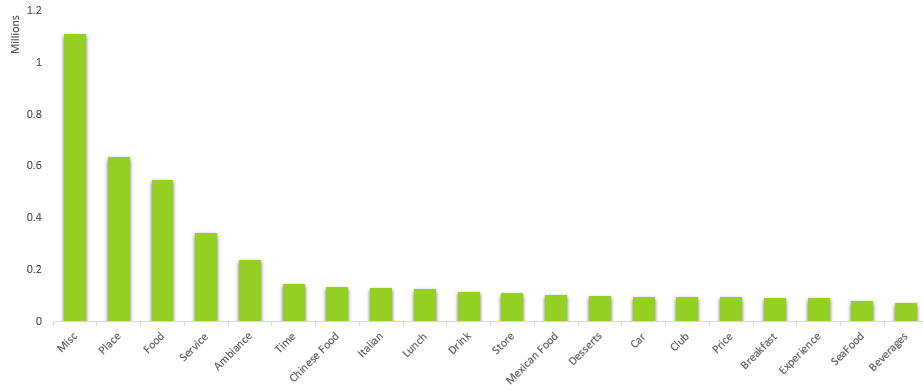 Millions
1.2
1
0.8
0.6
0.4
0.2
0
Misc
Place
Food
Service
Ambiance
Time
Chinese Food
Italian
Lunch
Drink
Store
Mexican Food
Desserts
Car
Club
Price
Breakfast
Experience
SeaFood
Beverages